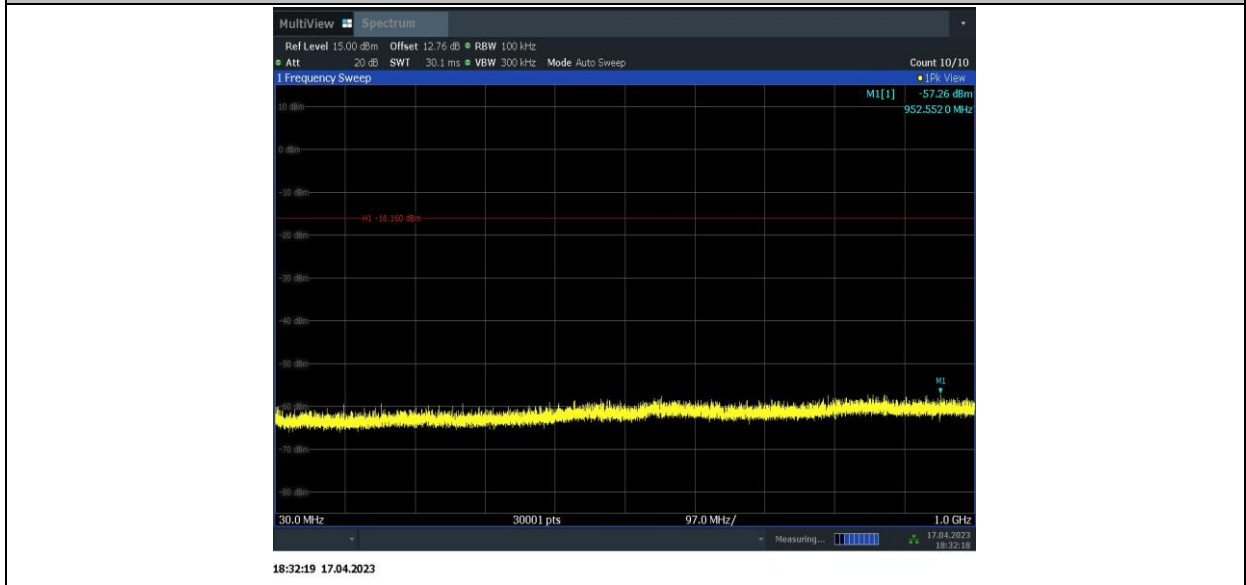 MultiView Spectrum
Ref Level 15.00 dBm Offset 12.76 dB RBW 100 kHz
Att 20 dB SWT 30.1 ms VBW 300 kHz Mode Auto Sweep Count 10/10
1 Frequency Sweep 1Pk View
M1[1] -57.26 dBm
10 dBm
952.552 0 MHz
0 dBm
-10 dBm
H1 -16.160 dBm
-20 dBm
-30 dBm
-40 dBm
-50 dBm
M1
-60 dBm
-70 dBm
-80 dBm
30.0 MHz 30001 pts 97.0 MHz/ 1.0 GHz
Measuring... 17.04.2023
18:32:18
18:32:19 17.04.2023